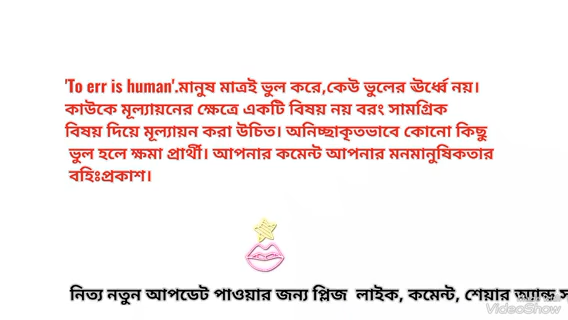 'To err is human'.মানুষ মাত্রই ভুল করে,কেউ ভুলের ঊর্ধ্বে নয়।
কাউকে মূল্যায়নের ক্ষেত্রে একটি বিষয় নয় বরং সামগ্রিক
বিষয় দিয়ে মূল্যায়ন করা উচিত। অনিচ্ছাকৃতভাবে কোনো কিছু
ভুল হলে ক্ষমা প্রার্থী। আপনার কমেন্ট আপনার মনমানুষিকতার
বহিঃপ্রকাশ।
নিত্য নতুন আপডেট পাওয়ার জন্য প্লিজ লাইক, কমেন্ট, শেয়ার অ্যান্ড
VideoShow